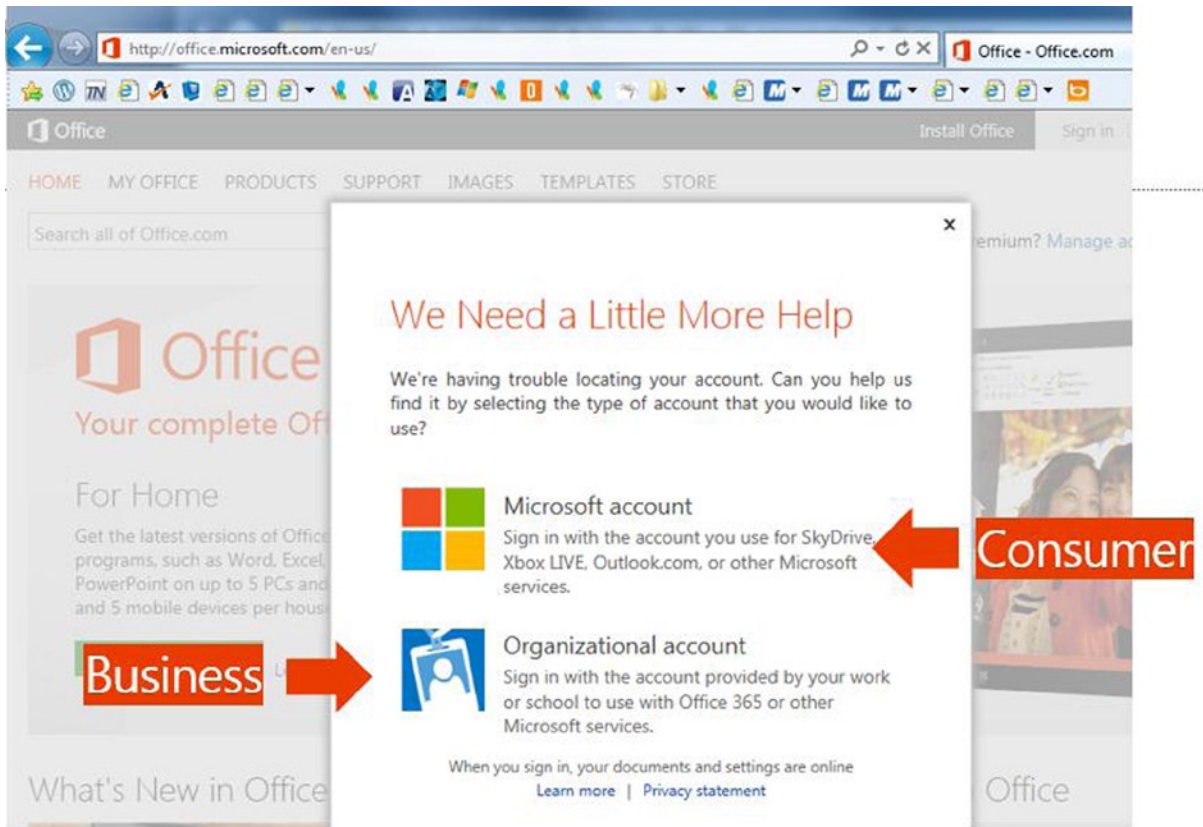 http://office.microsoft.com/en-us/
Office - Office.com
Office
Install Office
Sign in
HOME MY OFFICE PRODUCTS SUPPORT IMAGES TEMPLATES STORE
Search all of Office.com
emium? Manage ac
x
We Need a Little More Help
We're having trouble locating your account. Can you help us
find it by selecting the type of account that you would like to
use?
Office
Your complete Off
For Home
Get the latest versions of Office
programs, such as Word, Excel,
PowerPoint on up to 5 PCs and
and 5 mobile devices per hous
Microsoft account
Sign in with the account you use for SkyDrive,
Xbox LIVE, Outlook.com, or other Microsoft
services.
Consumer
Business
Organizational account
Sign in with the account provided by your work
or school to use with Office 365 or other
Microsoft services.
When you sign in, your documents and settings are online
Learn more | Privacy statement
What's New in Office
Office